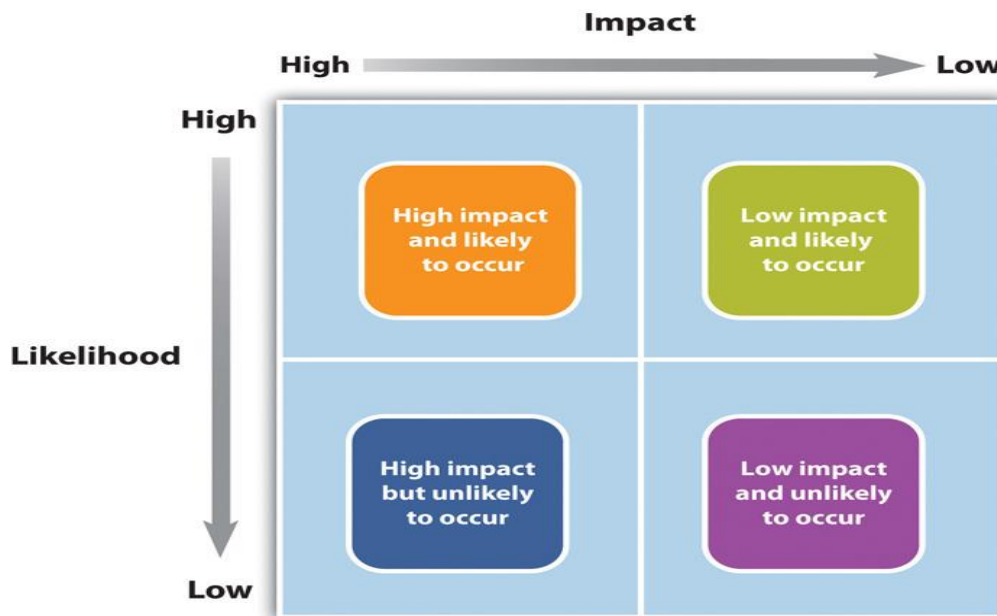 Impact
High
Low
High
High impact
and likely
to occur
Low impact
and likely
to occur
Likelihood
High impact
but unlikely
to occur
Low impact
and unlikely
to occur
Low